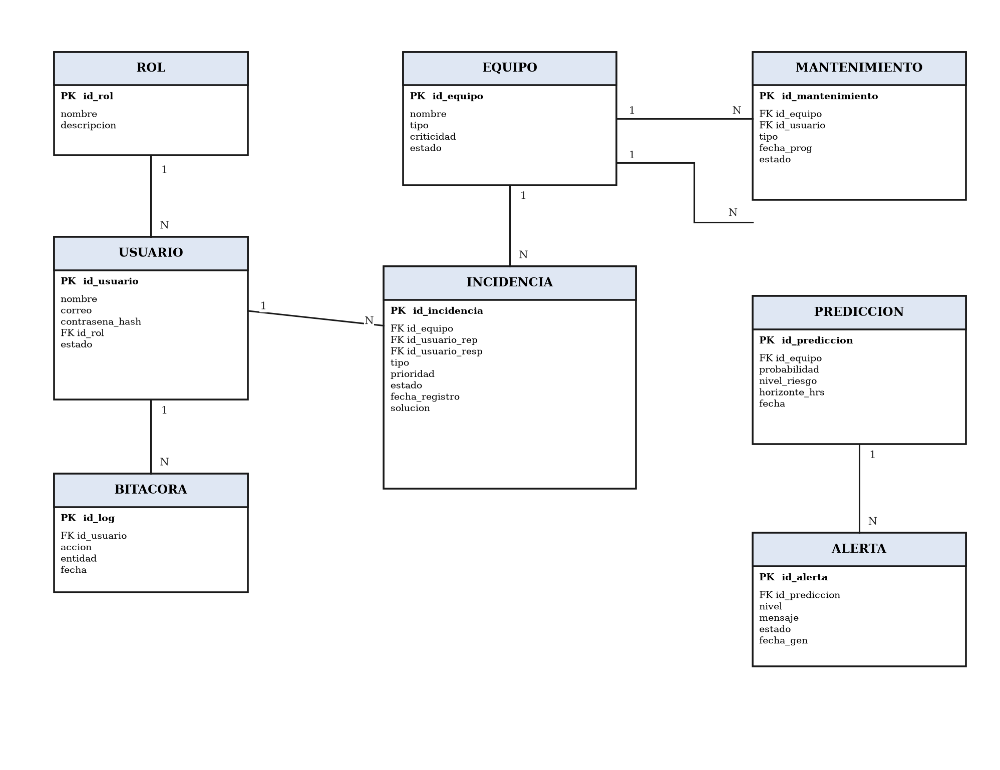 ROL
PK id_rol
nombre
descripcion
1
N
USUARIO
PK id_usuario
nombre
correo
contrasena_hash
FK id_rol
estado
1
N
1
N
BITACORA
PK id_log
FK id_usuario
accion
entidad
fecha
EQUIPO
PK id_equipo
nombre
tipo
criticidad
estado
1
N
1
N
1
N
INCIDENCIA
PK id_incidencia
FK id_equipo
FK id_usuario_rep
FK id_usuario_resp
tipo
prioridad
estado
fecha_registro
solucion
MANTENIMIENTO
PK id_mantenimiento
FK id_equipo
FK id_usuario
tipo
fecha_prog
estado
PREDICCION
PK id_prediccion
FK id_equipo
probabilidad
nivel_riesgo
horizonte_hrs
fecha
1
N
ALERTA
PK id_alerta
FK id_prediccion
nivel
mensaje
estado
fecha_gen